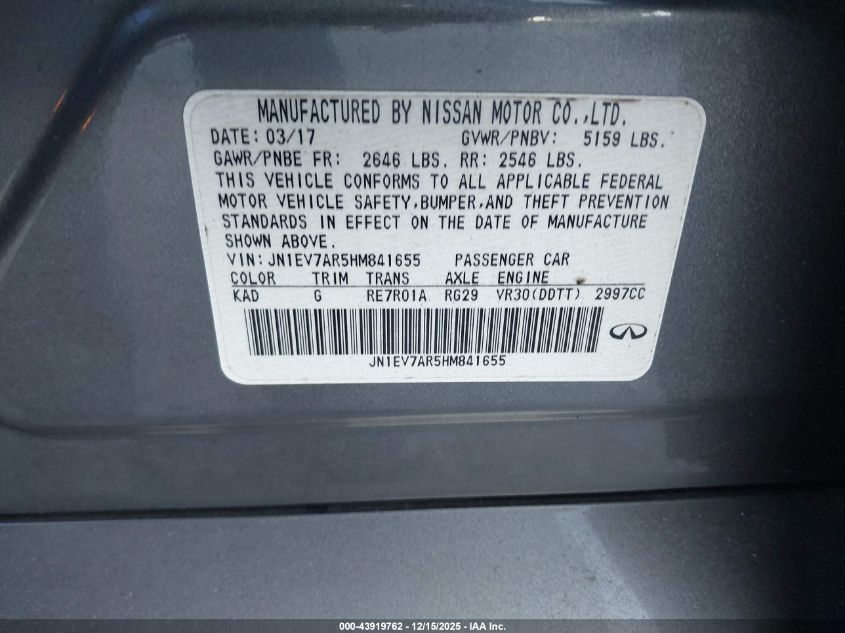 MANUFACTURED BY NISSAN MOTOR CO.,LTD.
DATE: 03/17 GVWR/PNBV: 5159 LBS.
GAWR/PNBE FR: 2646 LBS. RR: 2546 LBS.
THIS VEHICLE CONFORMS TO ALL APPLICABLE FEDERAL
MOTOR VEHICLE SAFETY,BUMPER,AND THEFT PREVENTION
STANDARDS IN EFFECT ON THE DATE OF MANUFACTURE
SHOWN ABOVE.
VIN:JN1EV7AR5HM841655 PASSENGER CAR
COLOR TRIM TRANS AXLE ENGINE
KAD G RE7R01A RG29 VR30(DDTT) 2997CC
JN1EV7AR5HM841655
000-43919762 - 12/15/2025 - IAA Inc.